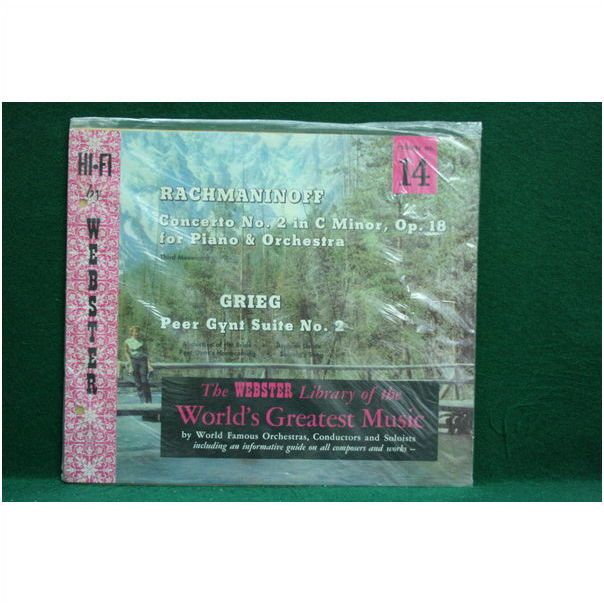 HI-FI
by
WEBSTER
14
RACHMANINOFF
Concerto No. 2 in C Minor, Op. 18
for Piano & Orchestra
Third Movement
GRIEG
Peer Gynt Suite No. 2
The WEBSTER Library of the
World's Greatest Music
by World Famous Orchestras, Conductors and Soloists
including an informative guide on all composers and works —